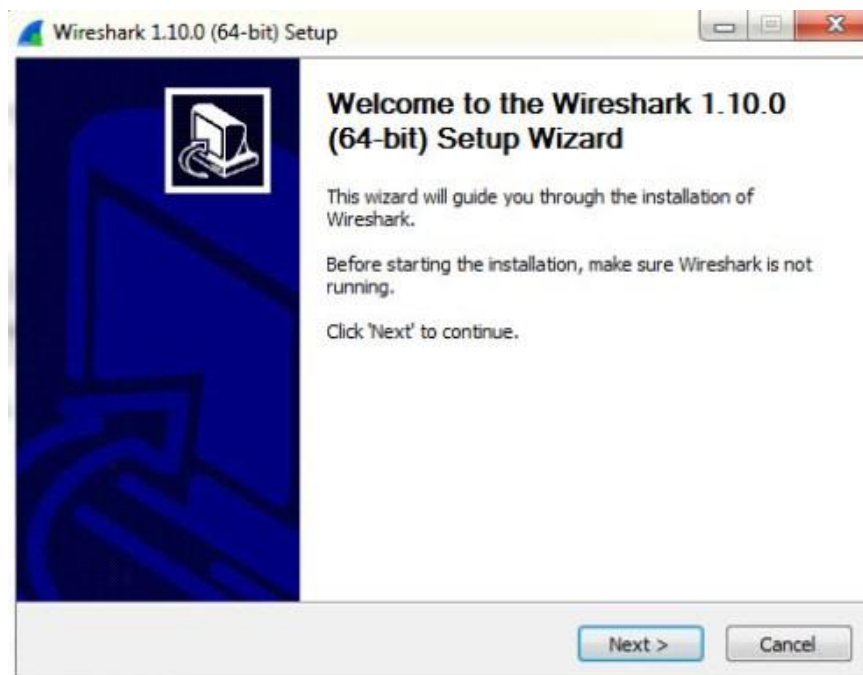 Wireshark 1.10.0 (64-bit) Setup
Welcome to the Wireshark 1.10.0
(64-bit) Setup Wizard
This wizard will guide you through the installation of
Wireshark.
Before starting the installation, make sure Wireshark is not
running.
Click 'Next' to continue.
Next >
Cancel